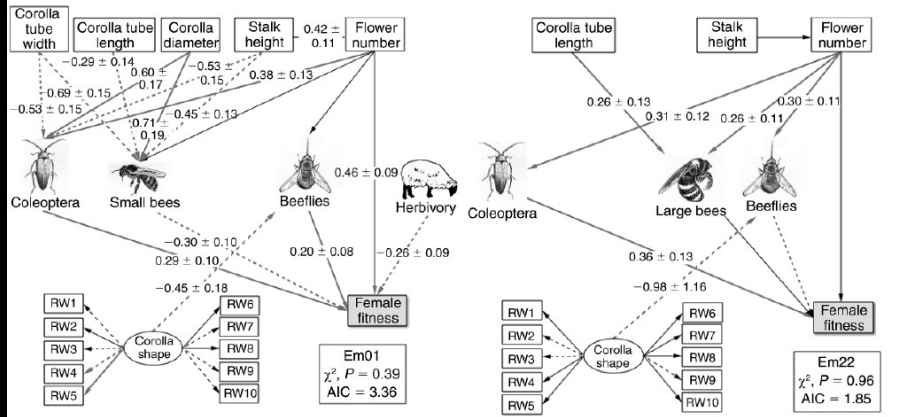 Corolla
tube
width
Corolla tube
length
Corolla
diameter
Stalk
height
0.42 ±
0.11
Flower
number
−0.29 ± 0.14
0.60 ±
0.17
−0.53 ±
0.15
0.38 ± 0.13
−0.69 ± 0.15
−0.53 ± 0.15
0.71 ±
0.19
−0.45 ± 0.13
0.46 ± 0.09
Coleoptera
Small bees
Beeflies
Herbivory
−0.30 ± 0.10
0.29 ± 0.10
0.20 ± 0.08
−0.26 ± 0.09
−0.45 ± 0.18
Female
fitness
RW1
RW2
RW3
RW4
RW5
Corolla
shape
RW6
RW7
RW8
RW9
RW10
Em01
χ², P = 0.39
AIC = 3.36
Corolla tube
length
Stalk
height
Flower
number
0.26 ± 0.13
0.31 ± 0.12
0.26 ± 0.11
0.30 ± 0.11
Coleoptera
Large bees
Beeflies
0.36 ± 0.13
−0.98 ± 1.16
Female
fitness
RW1
RW2
RW3
RW4
RW5
Corolla
shape
RW6
RW7
RW8
RW9
RW10
Em22
χ², P = 0.96
AIC = 1.85